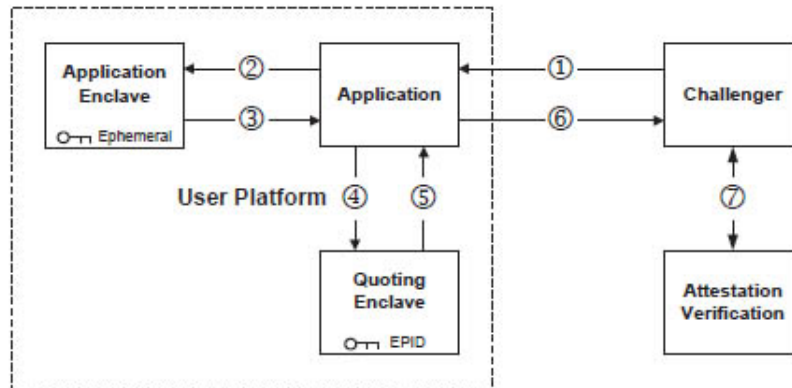 Application
Enclave
Ephemeral
②
③
Application
①
⑥
Challenger
User Platform
④
⑤
⑦
Quoting
Enclave
EPID
Attestation
Verification